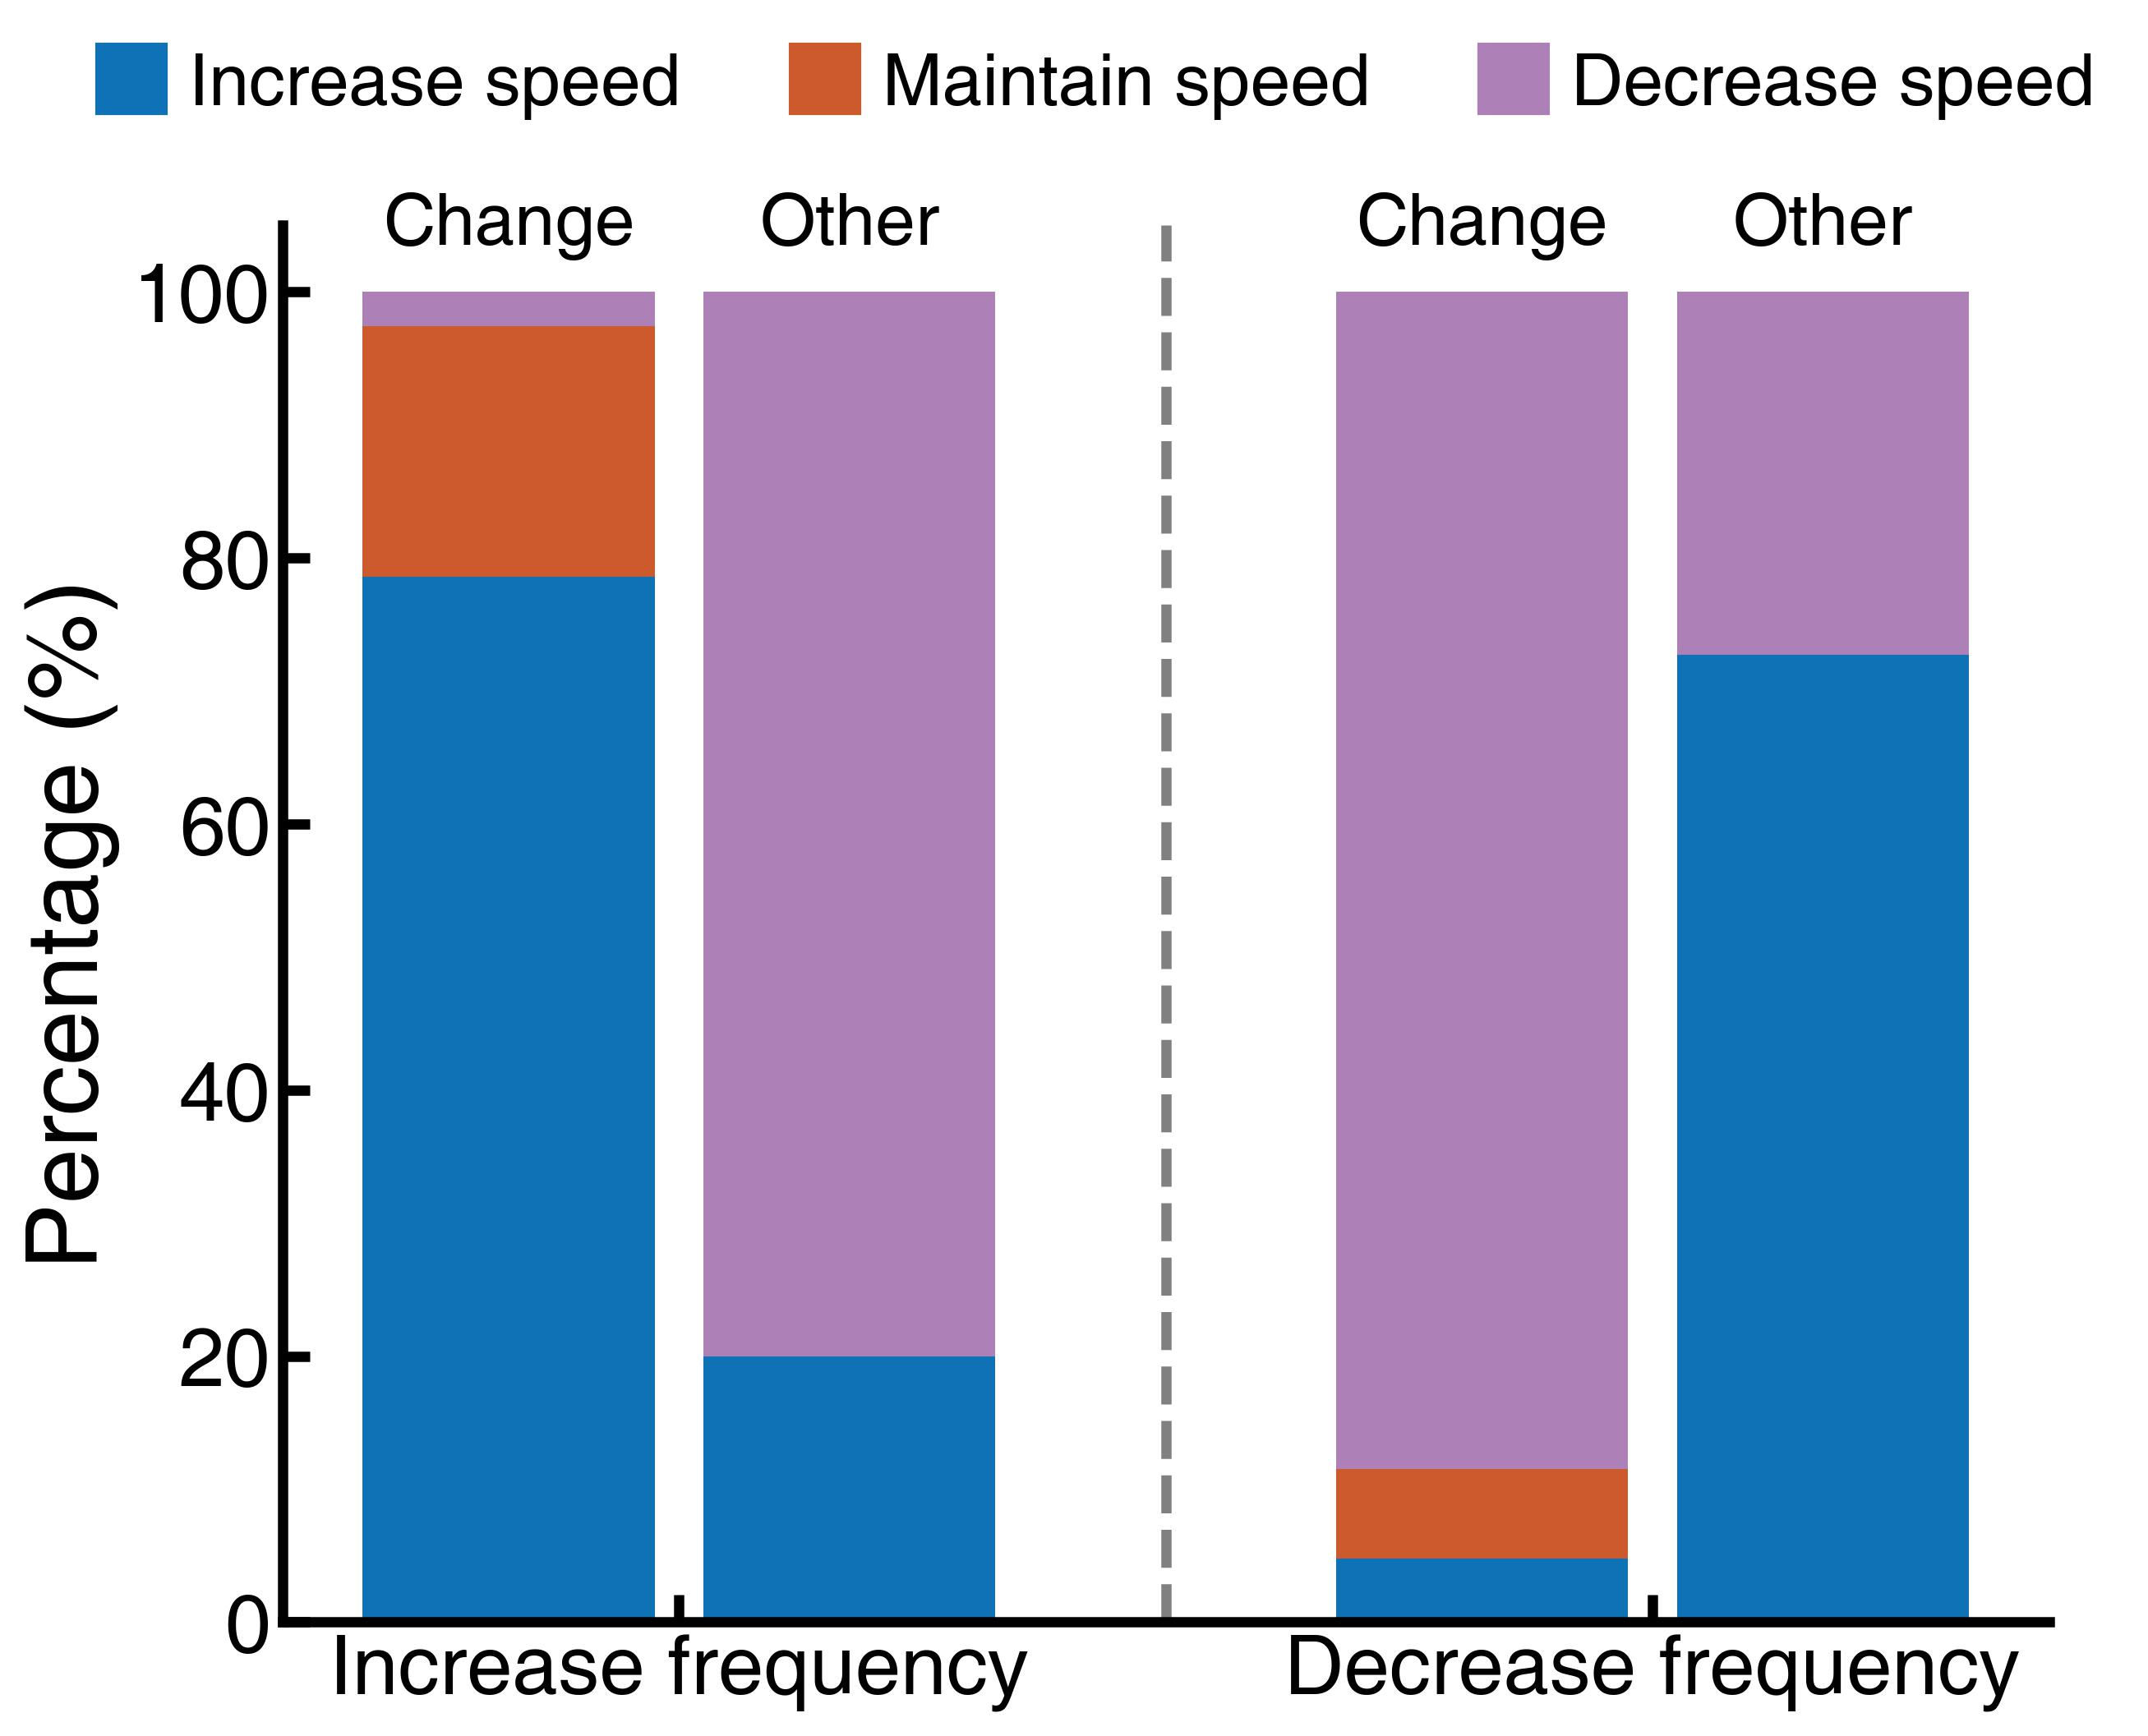 Increase speed Maintain speed Decrease speed
Change Other Change Other
100
80
60
40
20
0
Percentage (%)
Increase frequency Decrease frequency